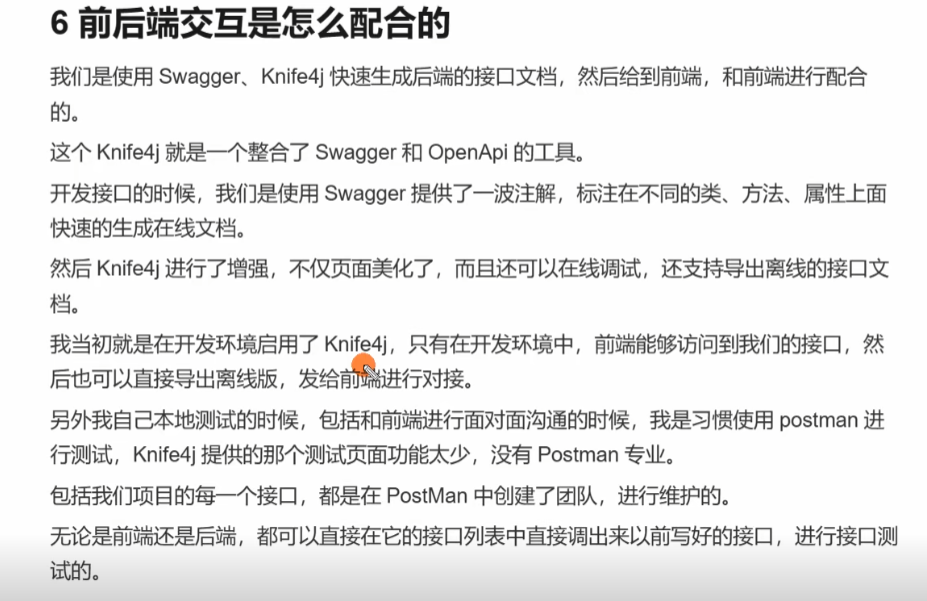 6 前后端交互是怎么配合的
我们是使用 Swagger、Knife4j 快速生成后端的接口文档，然后给到前端，和前端进行配合
的。
这个 Knife4j 就是一个整合了 Swagger 和 OpenApi 的工具。
开发接口的时候，我们是使用 Swagger 提供了一波注解，标注在不同的类、方法、属性上面
快速的生成在线文档。
然后 Knife4j 进行了增强，不仅页面美化了，而且还可以在线调试，还支持导出离线的接口文
档。
我当初就是在开发环境启用了 Knife4j，只有在开发环境中，前端能够访问到我们的接口，然
后也可以直接导出离线版，发给前端进行对接。
另外我自己本地测试的时候，包括和前端进行面对面沟通的时候，我是习惯使用 postman 进
行测试，Knife4j 提供的那个测试页面功能太少，没有 Postman 专业。
包括我们项目的每一个接口，都是在 PostMan 中创建了团队，进行维护的。
无论是前端还是后端，都可以直接在它的接口列表中直接调出来以前写好的接口，进行接口测
试的。